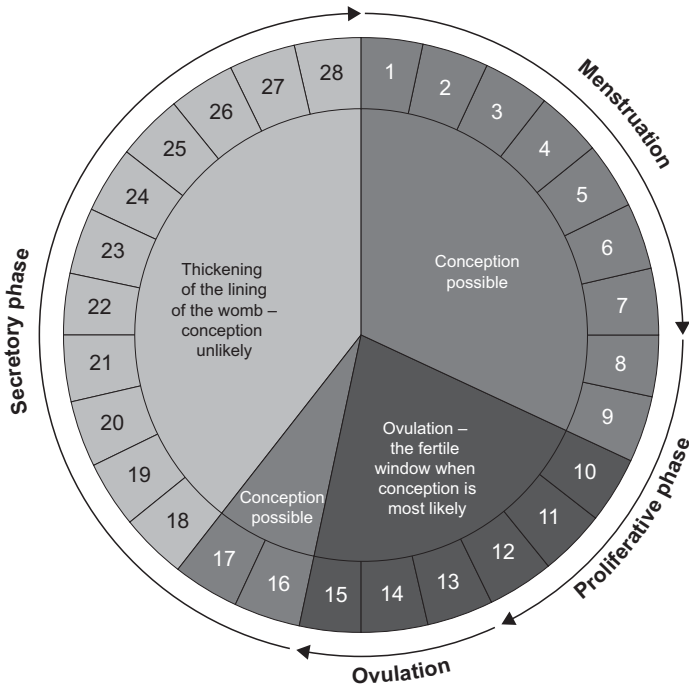 28
1
2
3
4
5
6
7
8
9
10
11
12
13
14
15
16
17
18
19
20
21
22
23
24
25
26
27
Menstruation
Proliferative phase
Ovulation
Secretory phase
Conception
possible
Ovulation –
the fertile
window when
conception is
most likely
Conception
possible
Thickening
of the lining
of the womb –
conception
unlikely